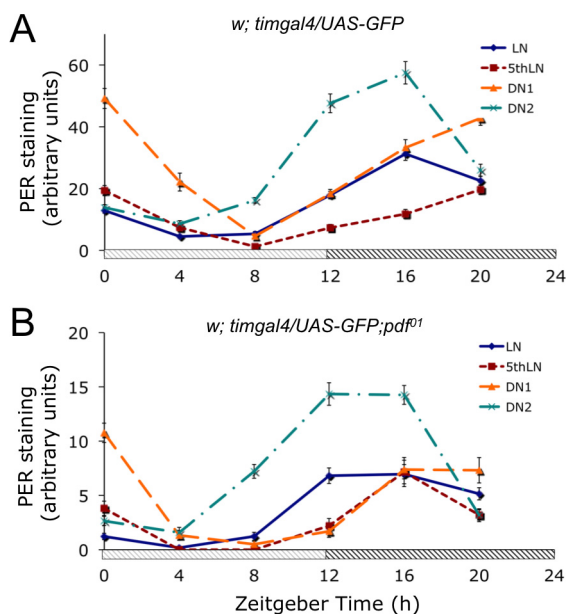 A
w; timgal4/UAS-GFP
PER staining
(arbitrary units)
60
40
20
0
LN
5thLN
DN1
DN2
0 4 8 12 16 20 24
B
w; timgal4/UAS-GFP;pdf⁰¹
PER staining
(arbitrary units)
20
15
10
5
0
LN
5thLN
DN1
DN2
0 4 8 12 16 20 24
Zeitgeber Time (h)